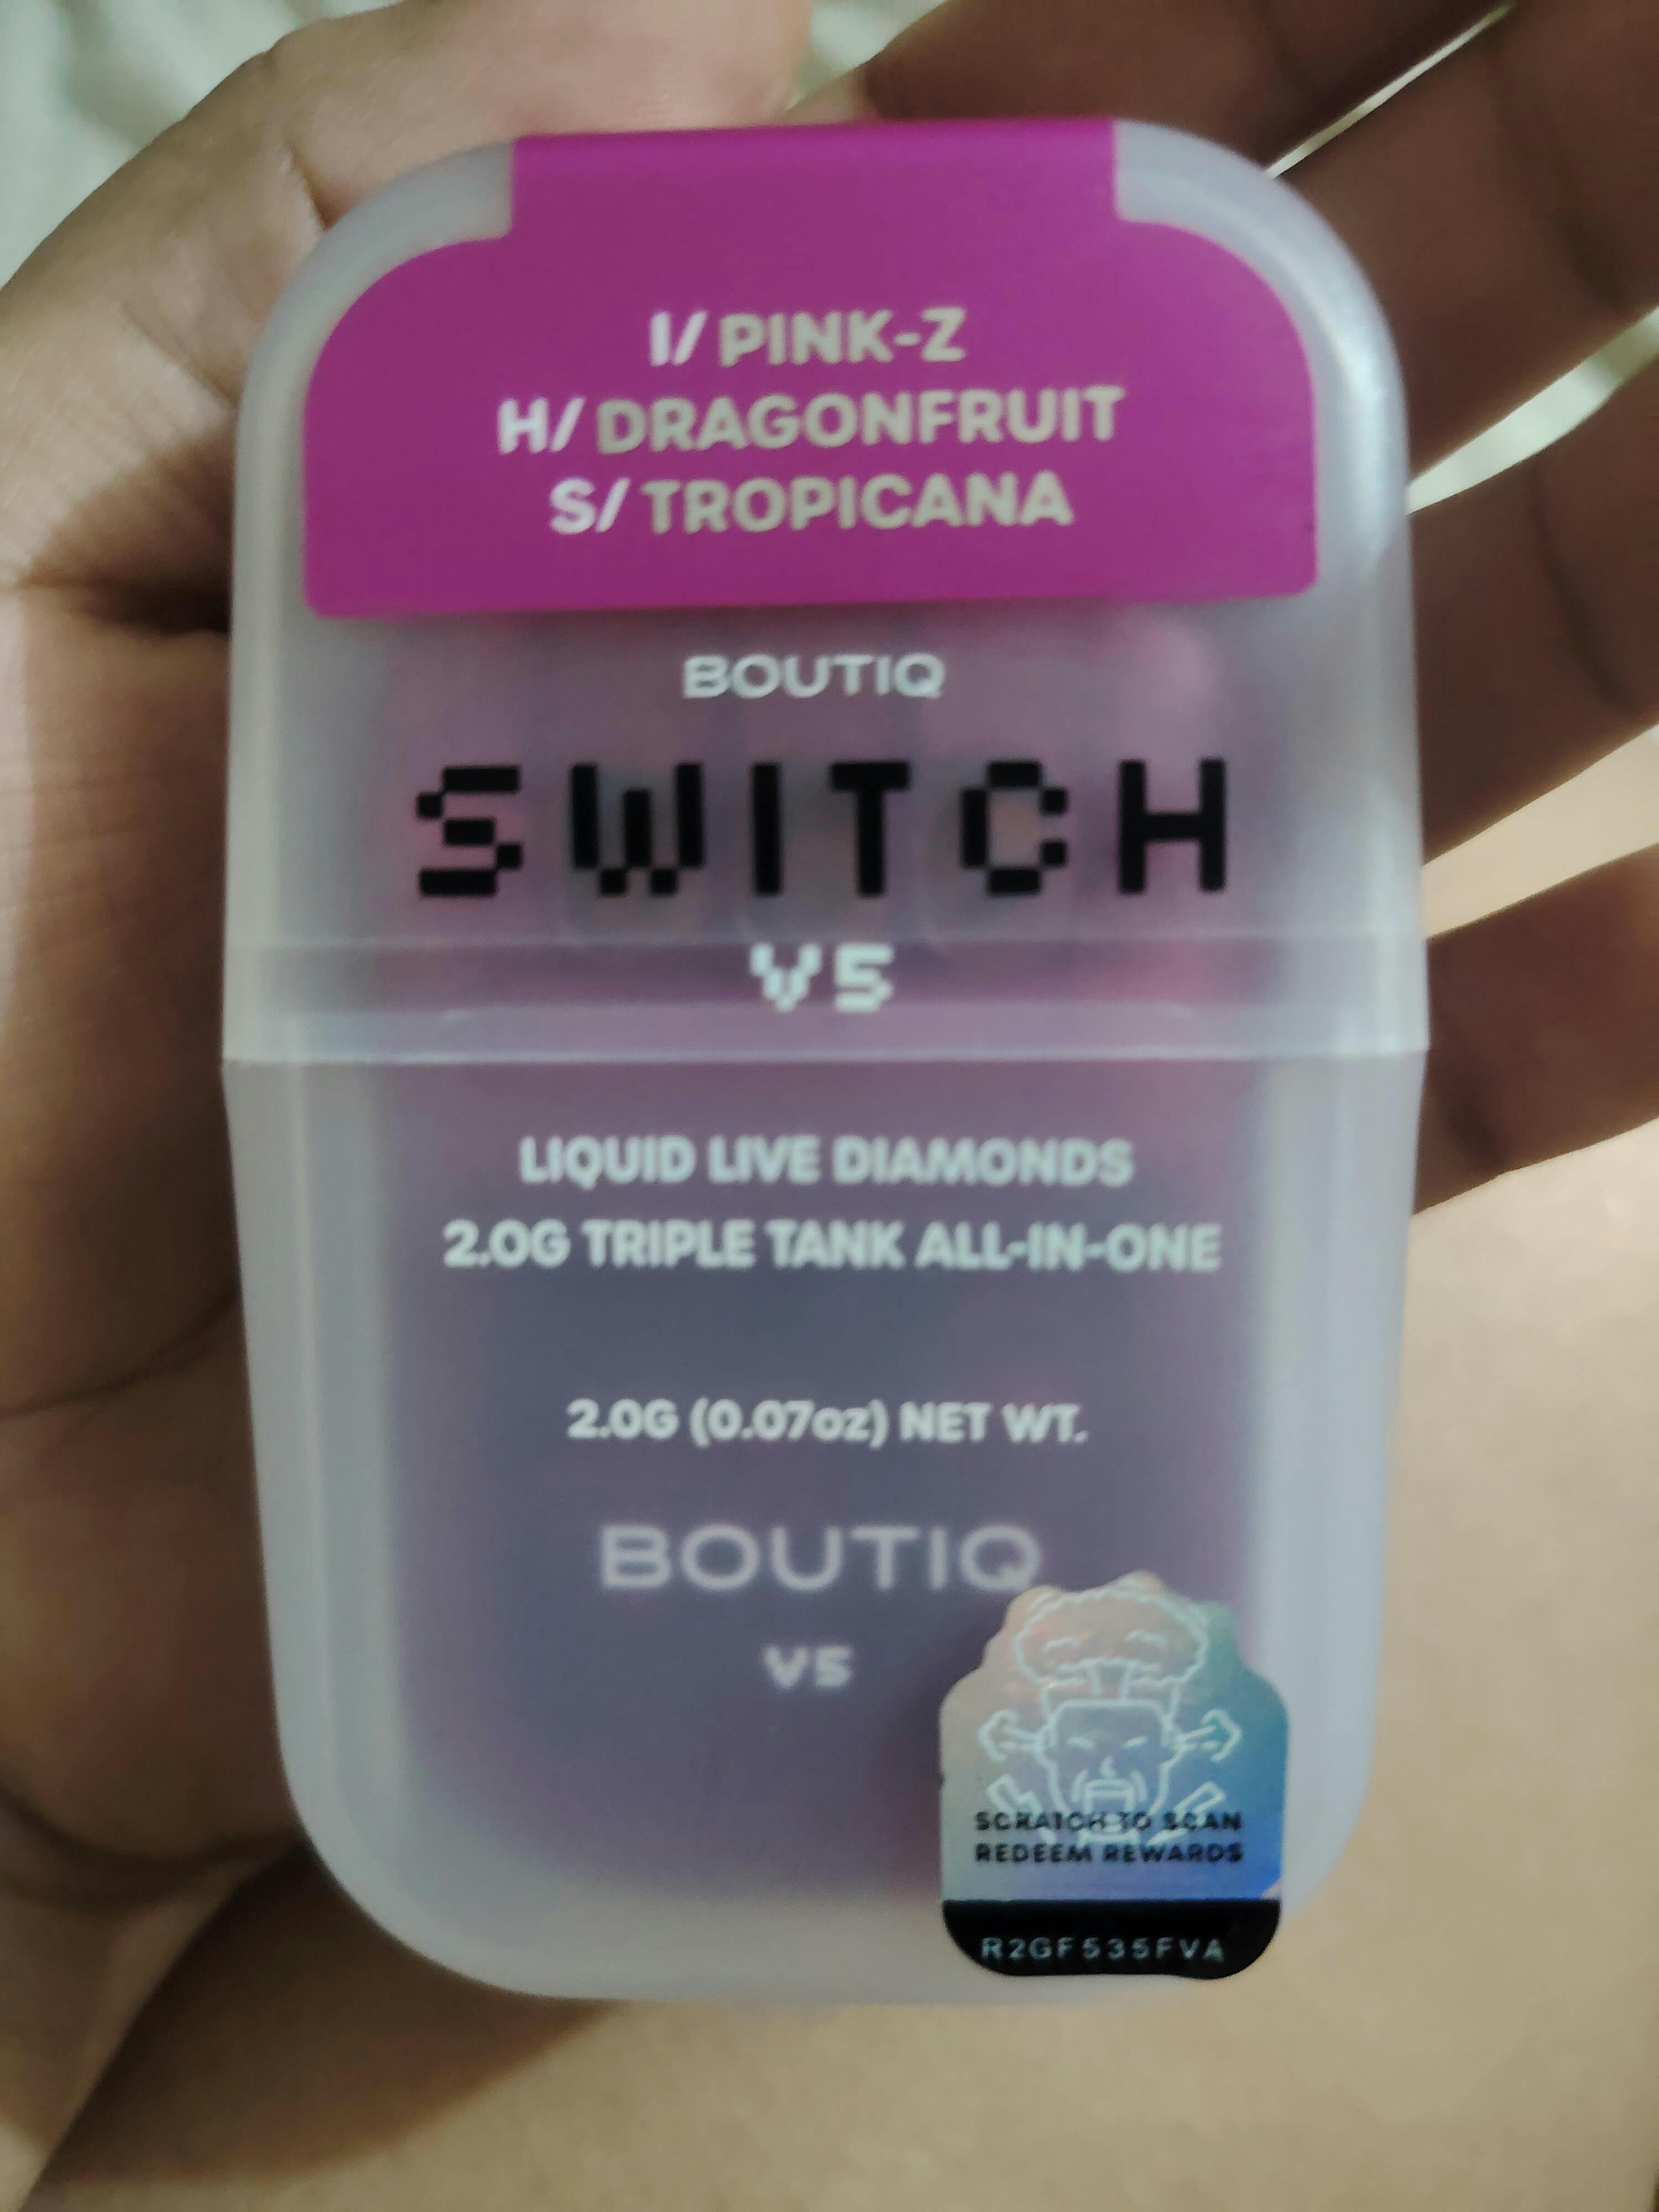 I/ PINK-Z
H/ DRAGONFRUIT
S/ TROPICANA
BOUTIQ
SWITCH
V5
LIQUID LIVE DIAMONDS
2.0G TRIPLE TANK ALL-IN-ONE
2.0G (0.07oz) NET WT.
BOUTIQ
V5
SCRATCH TO SCAN
REDEEM REWARDS
R2GF535FVA